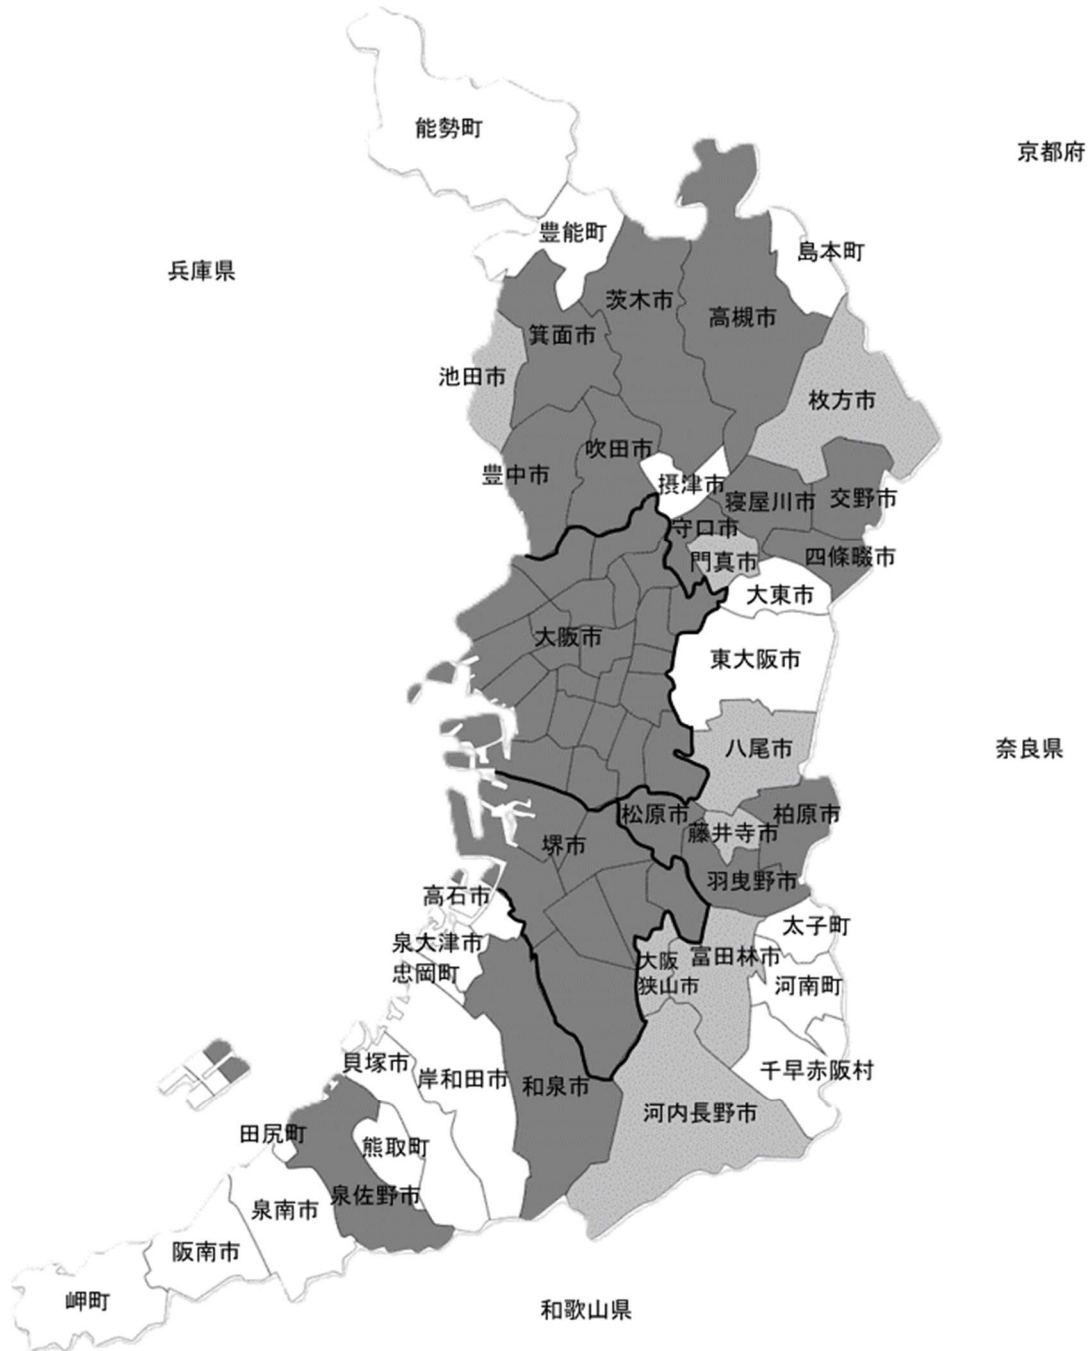 能勢町
京都府
豊能町
島本町
兵庫県
茨木市
高槻市
箕面市
池田市
枚方市
吹田市
豊中市
摂津市
寝屋川市
交野市
守口市
門真市
四條畷市
大東市
大阪市
東大阪市
八尾市
奈良県
松原市
柏原市
藤井寺市
堺市
羽曳野市
高石市
太子町
泉大津市
富田林市
大阪
狭山市
忠岡町
河南町
貝塚市
岸和田市
和泉市
千早赤阪村
河内長野市
田尻町
熊取町
泉佐野市
泉南市
阪南市
岬町
和歌山県